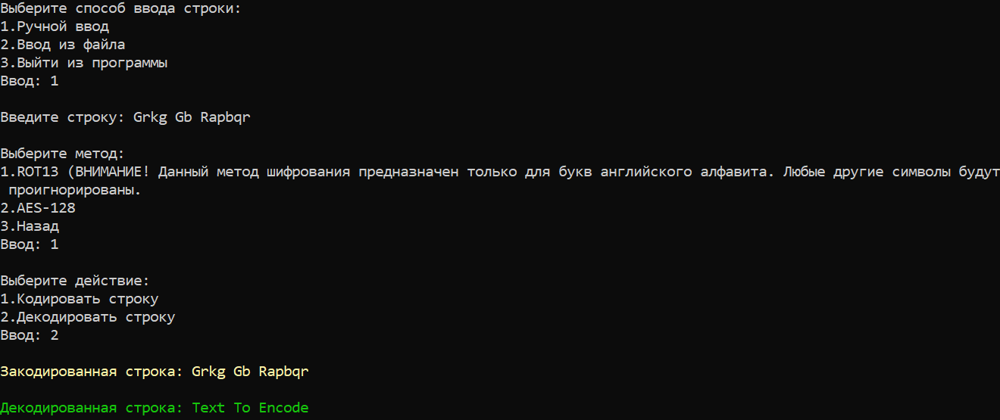 Выберите способ ввода строки:
1.Ручной ввод
2.Ввод из файла
3.Выйти из программы
Ввод: 1
Введите строку: Grkg Gb Rapbqr
Выберите метод:
1.ROT13 (ВНИМАНИЕ! Данный метод шифрования предназначен только для букв английского алфавита. Любые другие символы будут
проигнорированы.
2.AES-128
3.Назад
Ввод: 1
Выберите действие:
1.Кодировать строку
2.Декодировать строку
Ввод: 2
Закодированная строка: Grkg Gb Rapbqr
Декодированная строка: Text To Encode